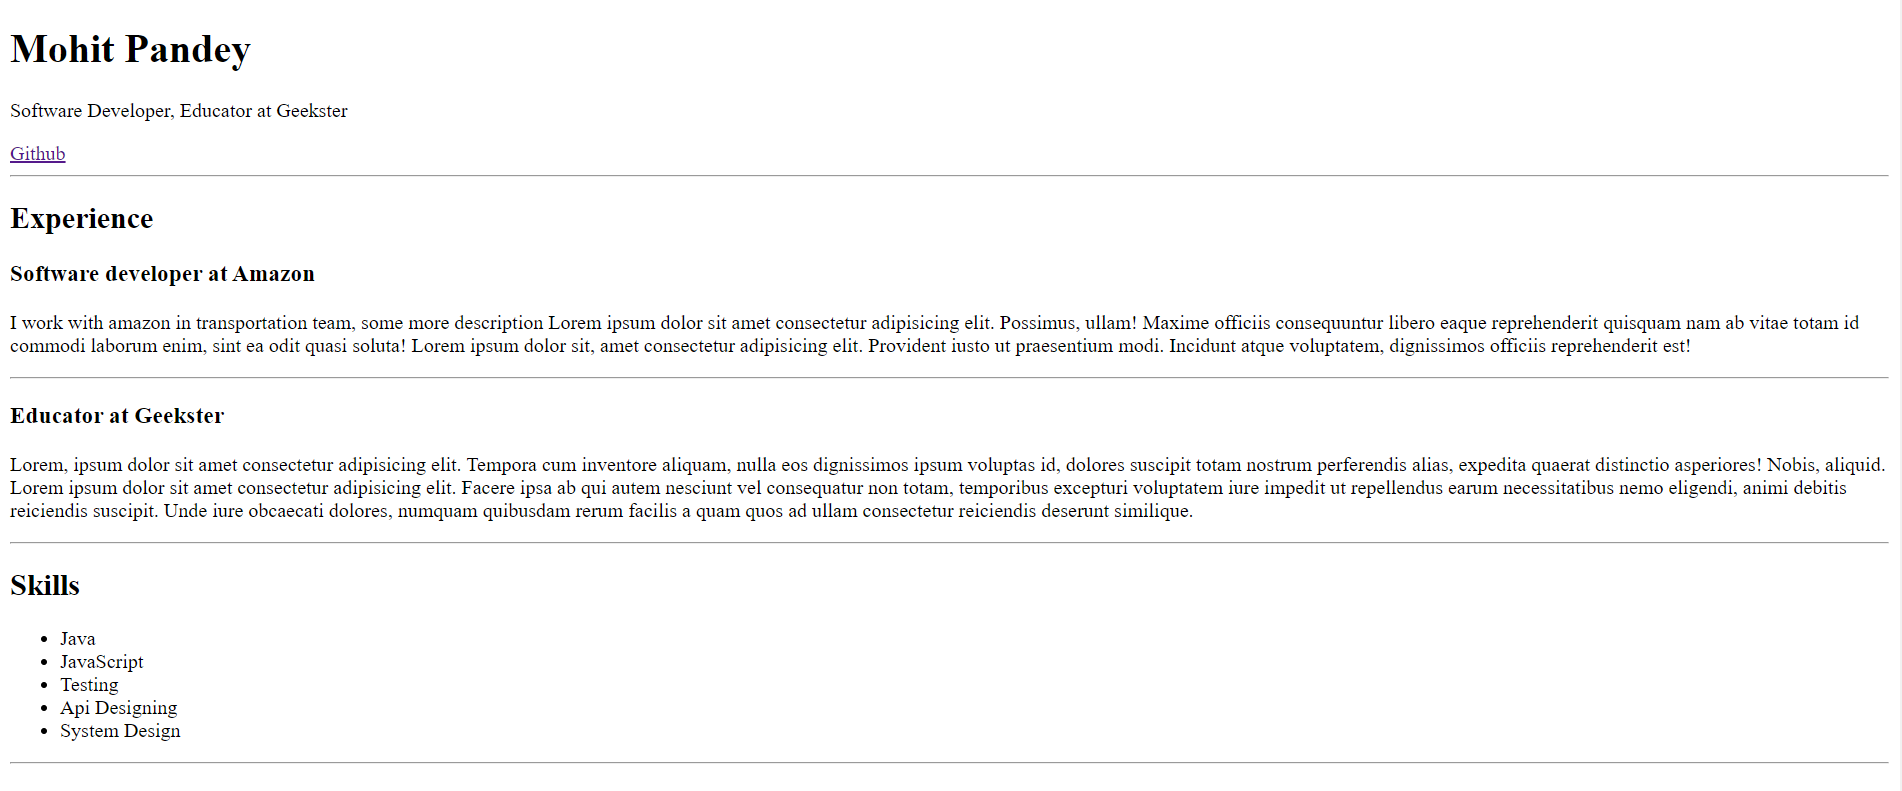 Mohit Pandey
Software Developer, Educator at Geekster
Github
Experience
Software developer at Amazon
I work with amazon in transportation team, some more description Lorem ipsum dolor sit amet consectetur adipisicing elit. Possimus, ullam! Maxime officiis consequuntur libero eaque reprehenderit quisquam nam ab vitae totam id
commodi laborum enim, sint ea odit quasi soluta! Lorem ipsum dolor sit, amet consectetur adipisicing elit. Provident iusto ut praesentium modi. Incidunt atque voluptatem, dignissimos officiis reprehenderit est!
Educator at Geekster
Lorem, ipsum dolor sit amet consectetur adipisicing elit. Tempora cum inventore aliquam, nulla eos dignissimos ipsum voluptas id, dolores suscipit totam nostrum perferendis alias, expedita quaerat distinctio asperiores! Nobis, aliquid.
Lorem ipsum dolor sit amet consectetur adipisicing elit. Facere ipsa ab qui autem nesciunt vel consequatur non totam, temporibus excepturi voluptatem iure impedit ut repellendus earum necessitatibus nemo eligendi, animi debitis
reiciendis suscipit. Unde iure obcaecati dolores, numquam quibusdam rerum facilis a quam quos ad ullam consectetur reiciendis deserunt similique.
Skills
• Java
• JavaScript
• Testing
• Api Designing
• System Design